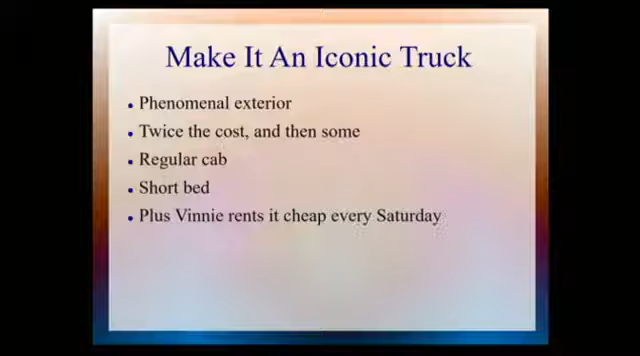 Make It An Iconic Truck
Phenomenal exterior
Twice the cost, and then some
Regular cab
Short bed
Plus Vinnie rents it cheap every Saturday